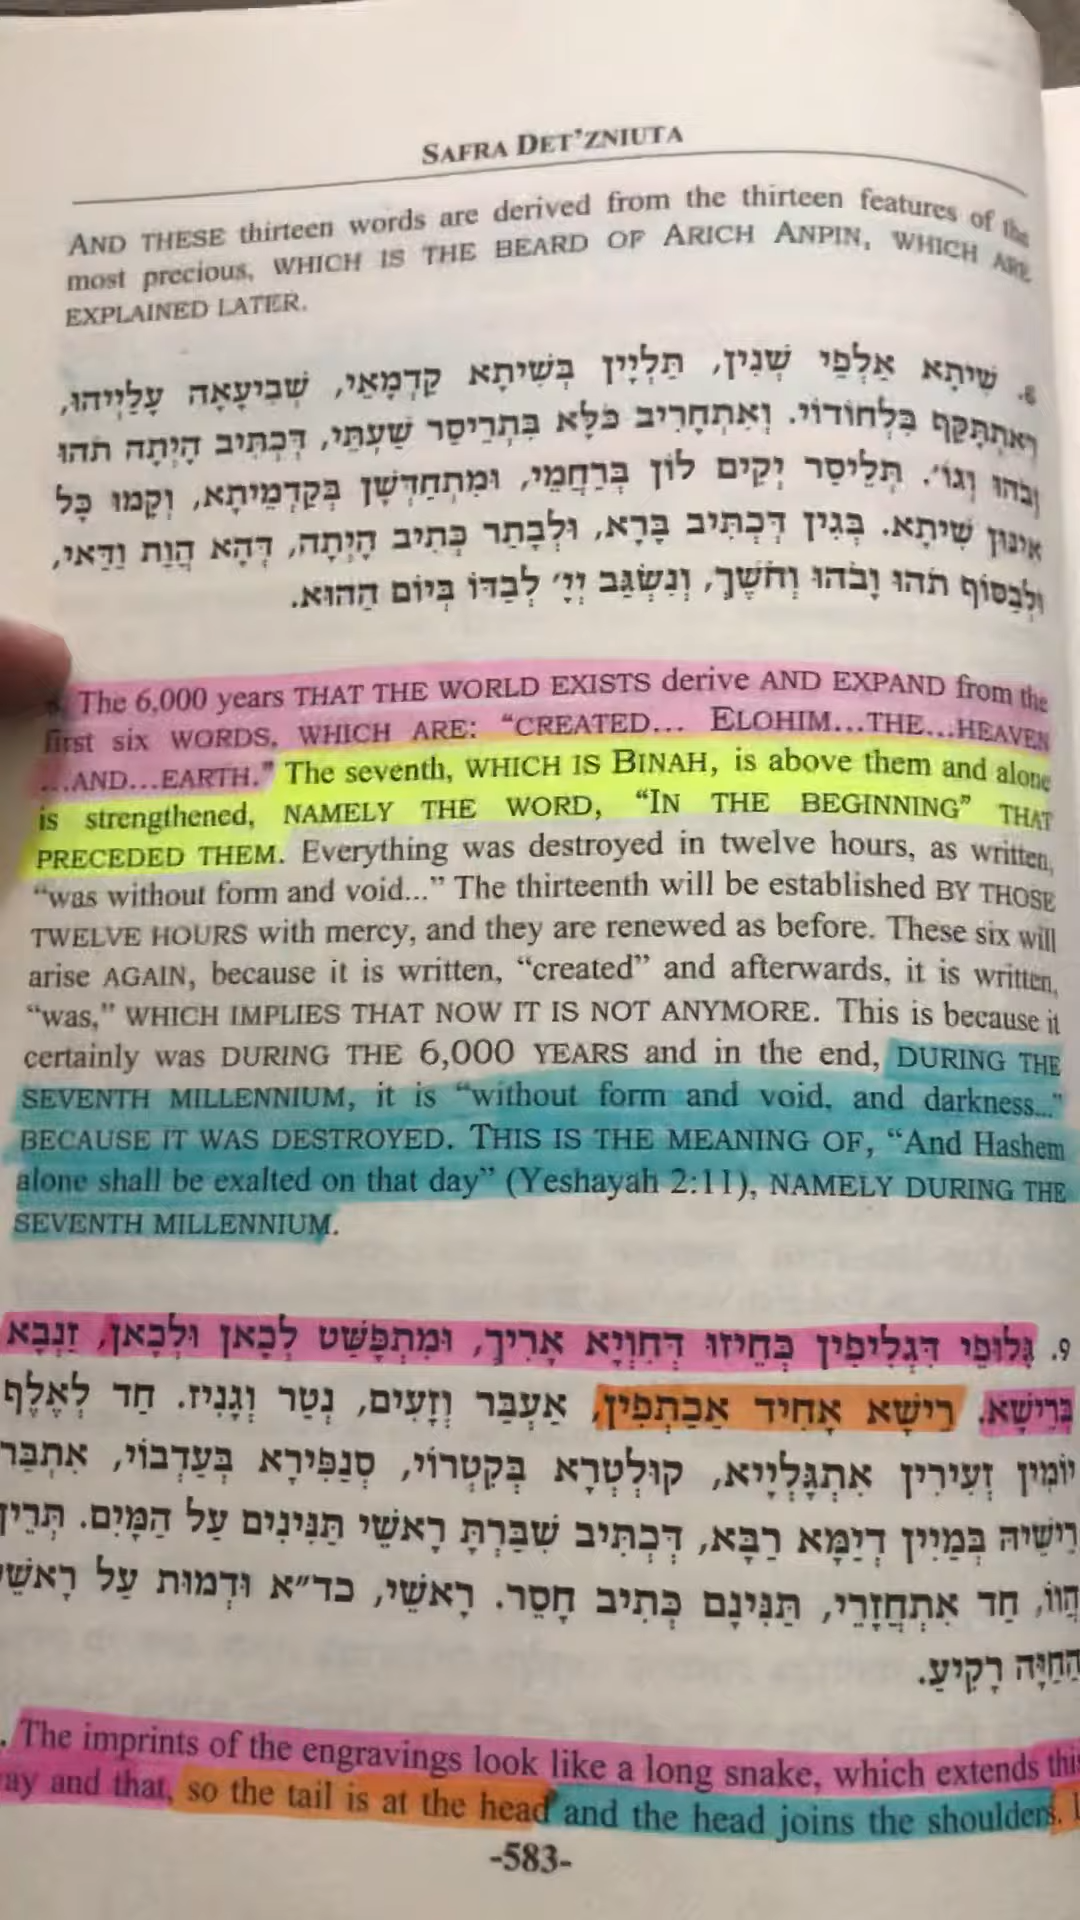 SAFRA DET'ZNIUTA
AND THESE thirteen words are derived from the thirteen features of the
most precious, WHICH IS THE BEARD OF ARICH ANPIN, WHICH ARE
EXPLAINED LATER.
8. שִׁיתָא אַלְפֵי שְׁנִין, תַּלְיָין בְּשִׁיתָא קַדְמָאֵי, שְׁבִיעָאָה עָלַיְיהוּ,
דְּאִתְתָּקַּף בִּלְחוֹדוֹי. וְאִתְחָרִיב כֹּלָּא בִּתְרֵיסַר שַׁעְתֵּי, דִּכְתִּיב הָיְתָה תֹהוּ
וָבֹהוּ וְגוֹ'. תְּלֵיסַר יְקִים לוֹן בְּרַחֲמֵי, וּמִתְחַדְּשָׁן בְּקַדְמֵיתָא, וְקָמוּ כָּל
אִינּוּן שִׁיתָא. בְּגִין דִּכְתִּיב בָּרָא, וּלְבָתַר כְּתִיב הָיְתָה, דְּהָא הֲוַת וַדַּאי,
וּלְבַסּוֹף תֹהוּ וָבֹהוּ וְחֹשֶׁךְ, וְנִשְׂגַּב יְיָ' לְבַדּוֹ בְּיוֹם הַהוּא.
The 6,000 years THAT THE WORLD EXISTS derive AND EXPAND from the
first six WORDS, WHICH ARE: "CREATED... ELOHIM...THE...HEAVEN
...AND...EARTH." The seventh, WHICH IS BINAH, is above them and alone
is strengthened, NAMELY THE WORD, "IN THE BEGINNING" THAT
PRECEDED THEM. Everything was destroyed in twelve hours, as written,
"was without form and void..." The thirteenth will be established BY THOSE
TWELVE HOURS with mercy, and they are renewed as before. These six will
arise AGAIN, because it is written, "created" and afterwards, it is written,
"was," WHICH IMPLIES THAT NOW IT IS NOT ANYMORE. This is because it
certainly was DURING THE 6,000 YEARS and in the end, DURING THE
SEVENTH MILLENNIUM, it is "without form and void, and darkness..."
BECAUSE IT WAS DESTROYED. THIS IS THE MEANING OF, "And Hashem
alone shall be exalted on that day" (Yeshayah 2:11), NAMELY DURING THE
SEVENTH MILLENNIUM.
9. גְּלוּפֵי דִּגְלִיפִין בְּחֵיזוּ דְּחִוְיָא אָרִיךְ, וּמִתְפָּשַּׁט לְכָאן וּלְכָאן, זַנְבָא
בְּרֵישָׁא. רֵישָׁא אָחִיד אַכַּתְפִין, אַעְבַּר וְזָעִים, נְטַר וְגָנִיז. חַד לְאֶלֶף
יוֹמִין זְעִירִין אִתְגָּלְיָיא, קוּלְטְרָא בְּקִטְרוֹי, סְנַפִּירָא בְּעַדְבוֹי, אִתְבַּר
רֵישֵׁיהּ בְּמַיִין דְּיַמָּא רַבָּא, דִּכְתִיב שִׁבַּרְתָּ רָאשֵׁי תַנִּינִים עַל הַמָּיִם. תְּרֵין
הֲווֹ, חַד אִתְחֲזָרֵי, תַּנִּינָם כְּתִיב חָסֵר. רָאשֵׁי, כד"א וּדְמוּת עַל רָאשֵׁי
הַחַיָּה רָקִיעַ.
. The imprints of the engravings look like a long snake, which extends this
way and that, so the tail is at the head and the head joins the shoulders.
-583-